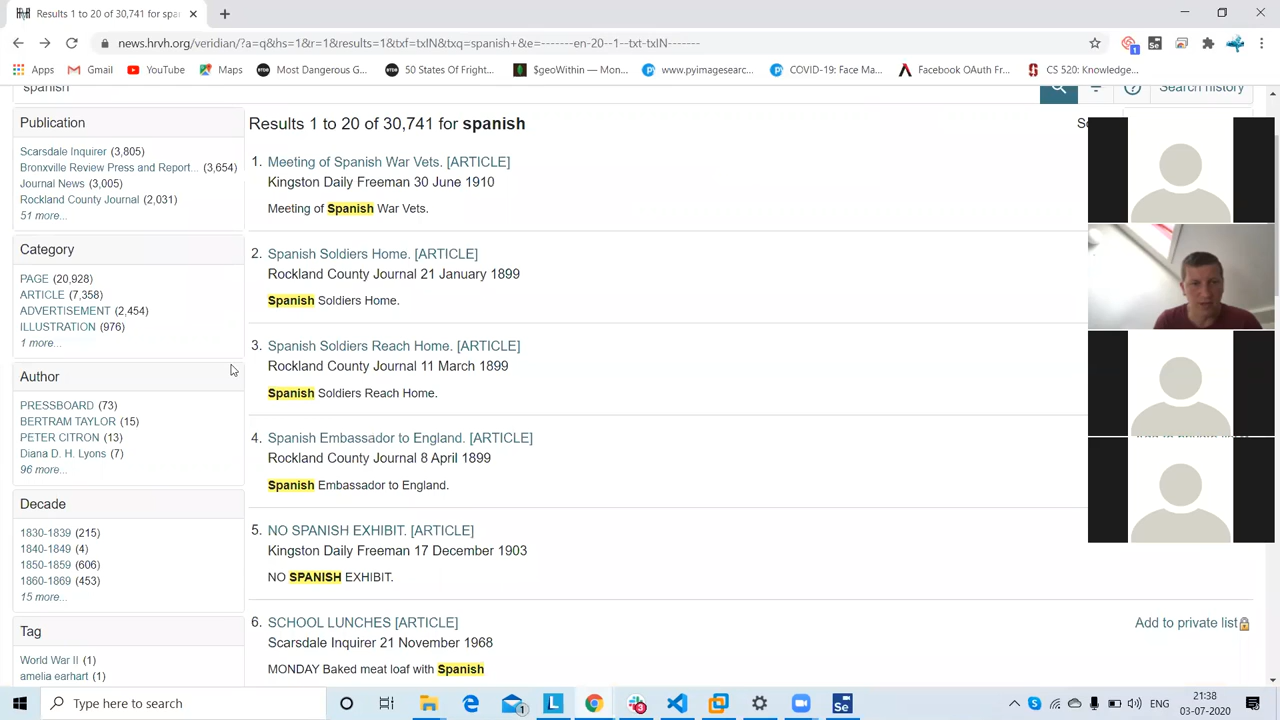 Results 1 to 20 of 30,741 for spa
news.hrvh.org/veridian/?a=q&hs=1&r=1&results=1&txf=txIN&txq=spanish+&e=-------en-20--1--txt-txIN-------
Apps
Gmail
YouTube
Maps
Most Dangerous G...
50 States Of Fright...
$geoWithin — Mon...
www.pyimagesearc...
COVID-19: Face Ma...
Facebook OAuth Fr...
CS 520: Knowledge...
spanish
Search history
Publication
Scarsdale Inquirer (3,805)
Bronxville Review Press and Report... (3,654)
Journal News (3,005)
Rockland County Journal (2,031)
51 more...
Category
PAGE (20,928)
ARTICLE (7,358)
ADVERTISEMENT (2,454)
ILLUSTRATION (976)
1 more...
Author
PRESSBOARD (73)
BERTRAM TAYLOR (15)
PETER CITRON (13)
Diana D. H. Lyons (7)
96 more...
Decade
1830-1839 (215)
1840-1849 (4)
1850-1859 (606)
1860-1869 (453)
15 more...
Tag
World War II (1)
amelia earhart (1)
Results 1 to 20 of 30,741 for spanish
1. Meeting of Spanish War Vets. [ARTICLE]
Kingston Daily Freeman 30 June 1910
Meeting of Spanish War Vets.
2. Spanish Soldiers Home. [ARTICLE]
Rockland County Journal 21 January 1899
Spanish Soldiers Home.
3. Spanish Soldiers Reach Home. [ARTICLE]
Rockland County Journal 11 March 1899
Spanish Soldiers Reach Home.
4. Spanish Embassador to England. [ARTICLE]
Rockland County Journal 8 April 1899
Spanish Embassador to England.
5. NO SPANISH EXHIBIT. [ARTICLE]
Kingston Daily Freeman 17 December 1903
NO SPANISH EXHIBIT.
6. SCHOOL LUNCHES [ARTICLE]
Add to private list
Scarsdale Inquirer 21 November 1968
MONDAY Baked meat loaf with Spanish
Type here to search
ENG
21:38
03-07-2020